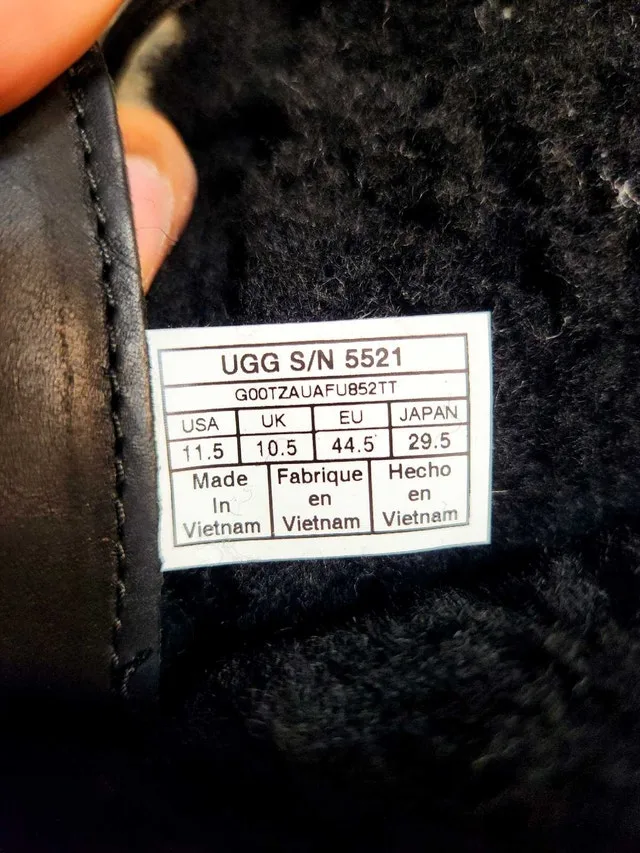 UGG S/N 5521
G00TZAUAFU852TT
USA UK EU JAPAN
11.5 10.5 44.5 29.5
Made Fabrique Hecho
In en en
Vietnam Vietnam Vietnam